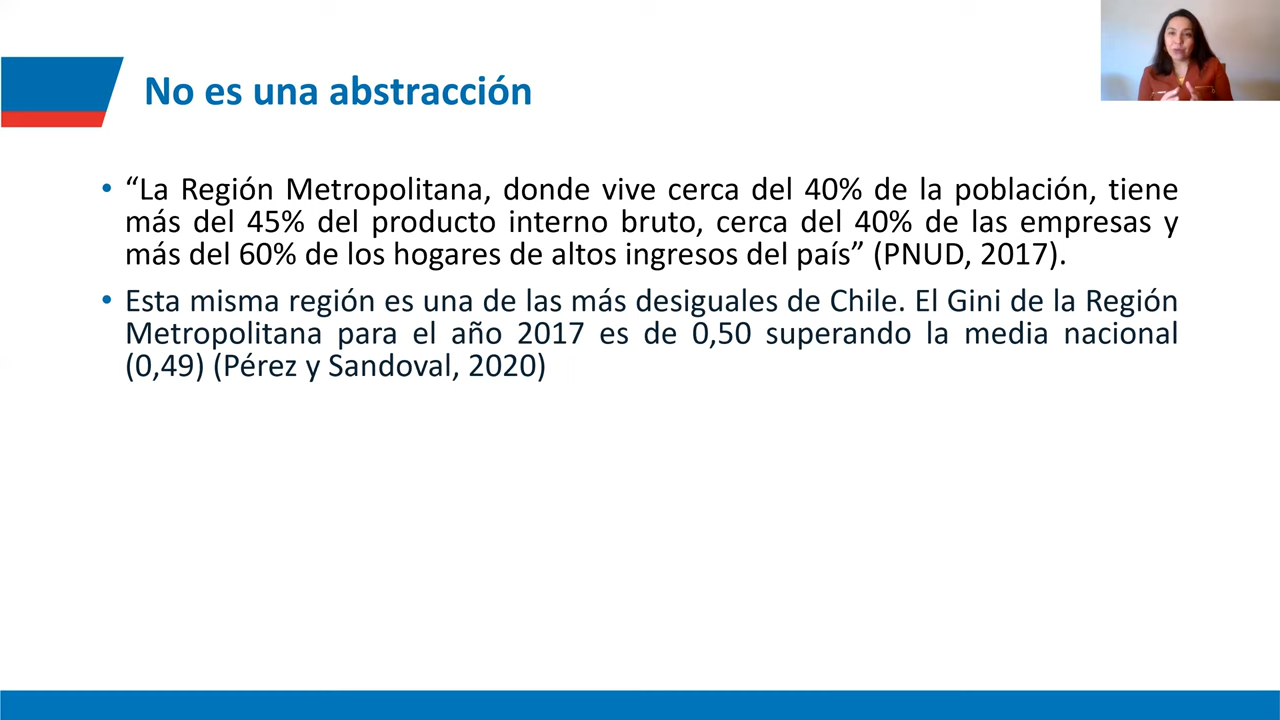 No es una abstracción
• “La Región Metropolitana, donde vive cerca del 40% de la población, tiene
más del 45% del producto interno bruto, cerca del 40% de las empresas y
más del 60% de los hogares de altos ingresos del país” (PNUD, 2017).
• Esta misma región es una de las más desiguales de Chile. El Gini de la Región
Metropolitana para el año 2017 es de 0,50 superando la media nacional
(0,49) (Pérez y Sandoval, 2020)